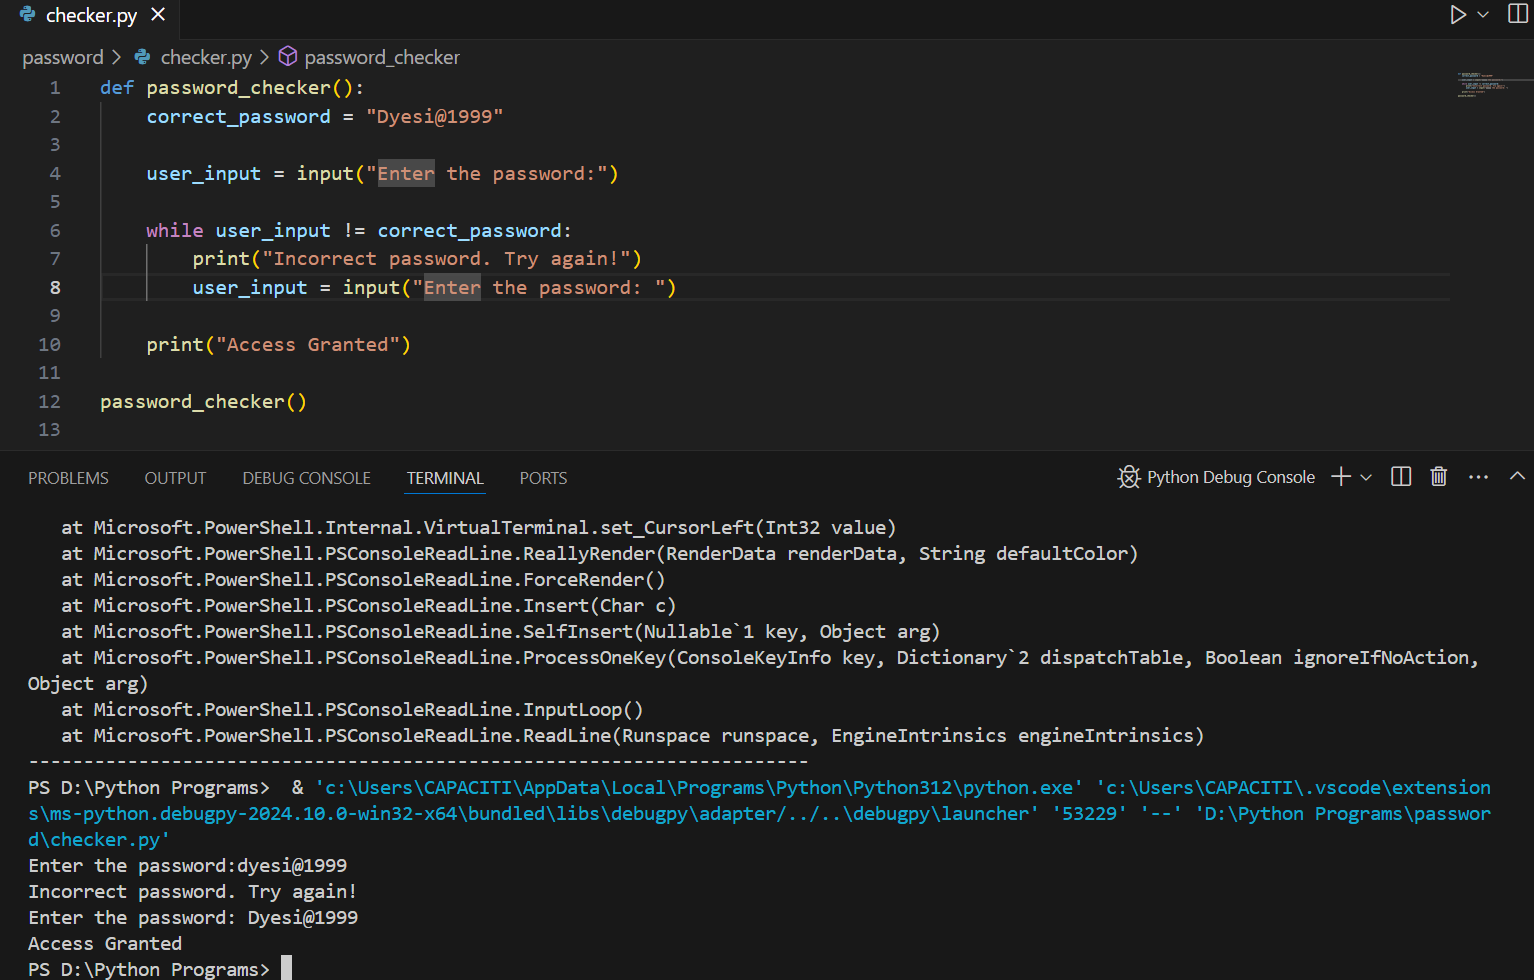 checker.py
password > checker.py > password_checker
1 def password_checker():
2     correct_password = "Dyesi@1999"
3
4     user_input = input("Enter the password:")
5
6     while user_input != correct_password:
7         print("Incorrect password. Try again!")
8         user_input = input("Enter the password: ")
9
10     print("Access Granted")
11
12 password_checker()
13
PROBLEMS OUTPUT DEBUG CONSOLE TERMINAL PORTS Python Debug Console
   at Microsoft.PowerShell.Internal.VirtualTerminal.set_CursorLeft(Int32 value)
   at Microsoft.PowerShell.PSConsoleReadLine.ReallyRender(RenderData renderData, String defaultColor)
   at Microsoft.PowerShell.PSConsoleReadLine.ForceRender()
   at Microsoft.PowerShell.PSConsoleReadLine.Insert(Char c)
   at Microsoft.PowerShell.PSConsoleReadLine.SelfInsert(Nullable`1 key, Object arg)
   at Microsoft.PowerShell.PSConsoleReadLine.ProcessOneKey(ConsoleKeyInfo key, Dictionary`2 dispatchTable, Boolean ignoreIfNoAction,
Object arg)
   at Microsoft.PowerShell.PSConsoleReadLine.InputLoop()
   at Microsoft.PowerShell.PSConsoleReadLine.ReadLine(Runspace runspace, EngineIntrinsics engineIntrinsics)
-----------------------------------------------------------------------
PS D:\Python Programs>  & 'c:\Users\CAPACITI\AppData\Local\Programs\Python\Python312\python.exe' 'c:\Users\CAPACITI\.vscode\extension
s\ms-python.debugpy-2024.10.0-win32-x64\bundled\libs\debugpy\adapter/../..\debugpy\launcher' '53229' '--' 'D:\Python Programs\passwor
d\checker.py'
Enter the password:dyesi@1999
Incorrect password. Try again!
Enter the password: Dyesi@1999
Access Granted
PS D:\Python Programs>